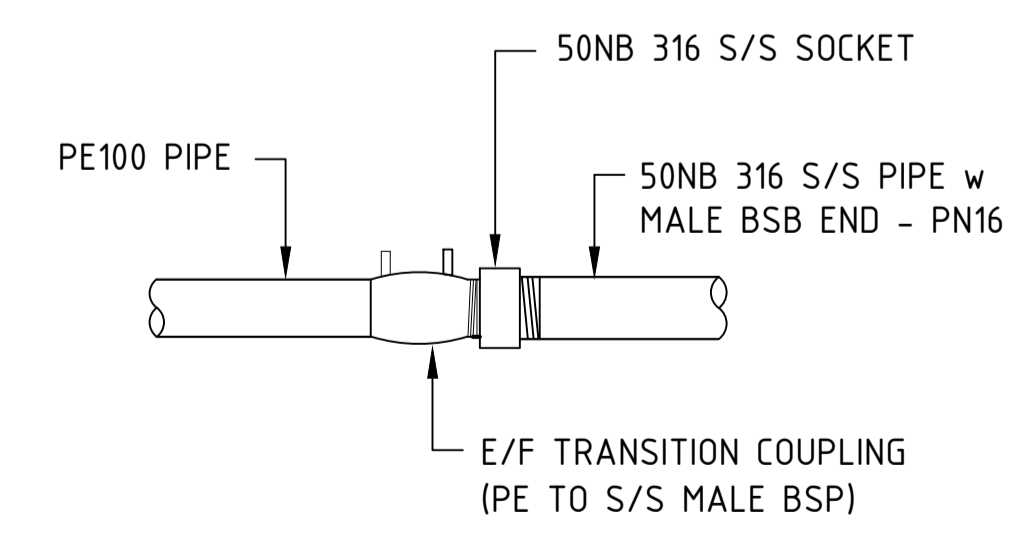 50NB 316 S/S SOCKET
PE100 PIPE
50NB 316 S/S PIPE w
MALE BSB END - PN16
E/F TRANSITION COUPLING
(PE TO S/S MALE BSP)